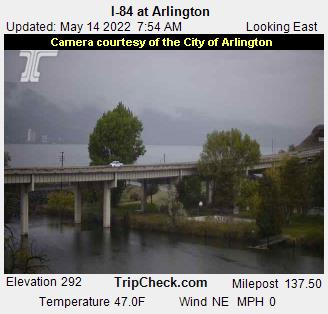 I-84 at Arlington
Updated: May 14 2022 7:54 AM Looking East
Camera courtesy of the City of Arlington
Elevation 292 TripCheck.com Milepost 137.50
Temperature 47.0F Wind NE MPH 0